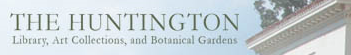 THE HUNTINGTON
Library, Art Collections, and Botanical Gardens